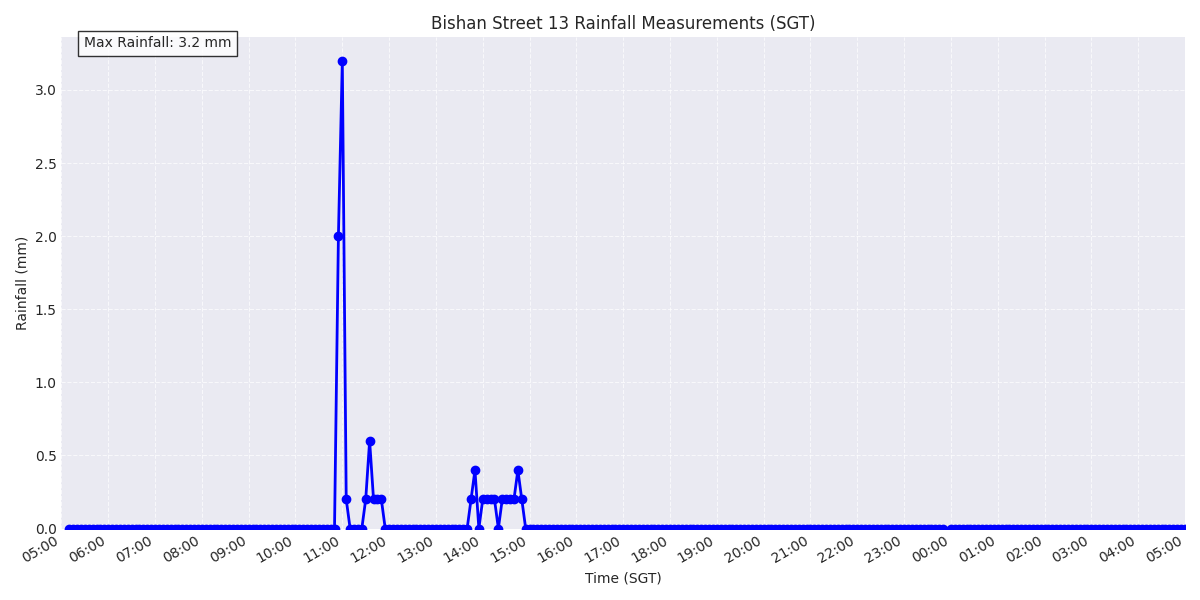 Bishan Street 13 Rainfall Measurements (SGT)
Max Rainfall: 3.2 mm
3.0
2.5
2.0
1.5
1.0
0.5
0.0
Rainfall (mm)
05:00 06:00 07:00 08:00 09:00 10:00 11:00 12:00 13:00 14:00 15:00 16:00 17:00 18:00 19:00 20:00 21:00 22:00 23:00 00:00 01:00 02:00 03:00 04:00 05:00
Time (SGT)